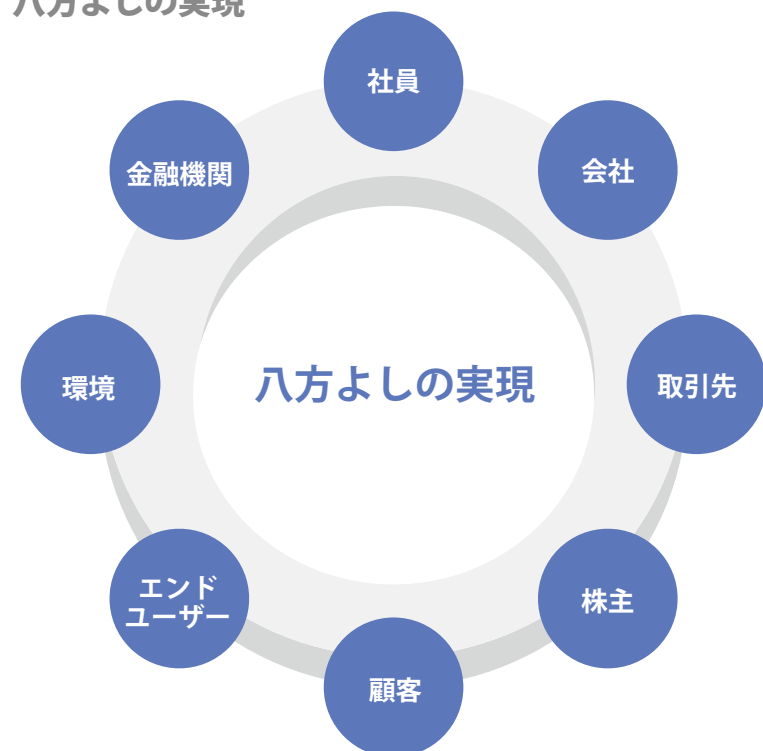 八方よしの実現
社員
会社
金融機関
八方よしの実現
環境
取引先
エンド
ユーザー
株主
顧客